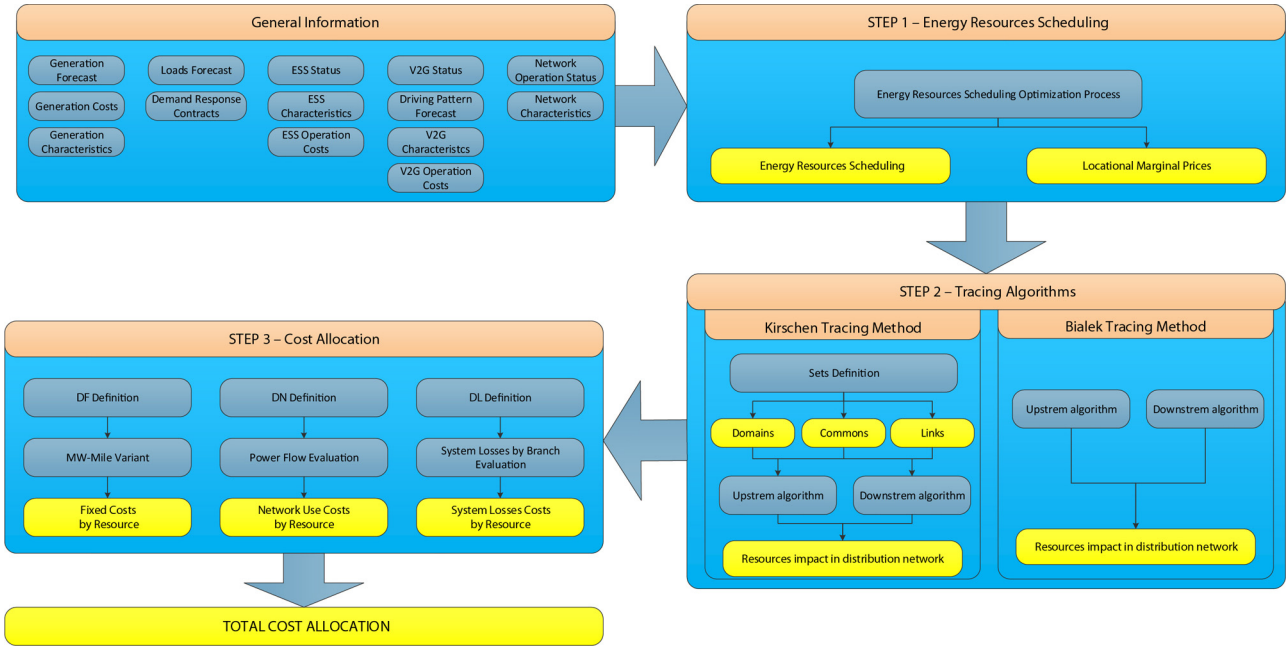 General Information
Generation
Forecast
Generation Costs
Generation
Characteristics
Loads Forecast
Demand Response
Contracts
ESS Status
ESS
Characteristics
ESS Operation
Costs
V2G Status
Driving Pattern
Forecast
V2G
Characteristcs
V2G Operation
Costs
Network
Operation Status
Network
Characteristics
STEP 1 – Energy Resources Scheduling
Energy Resources Scheduling Optimization Process
Energy Resources Scheduling
Locational Marginal Prices
STEP 2 – Tracing Algorithms
Kirschen Tracing Method
Sets Definition
Domains
Commons
Links
Upstrem algorithm
Downstrem algorithm
Resources impact in distribution network
Bialek Tracing Method
Upstrem algorithm
Downstrem algorithm
Resources impact in distribution network
STEP 3 – Cost Allocation
DF Definition
MW-Mile Variant
Fixed Costs
by Resource
DN Definition
Power Flow Evaluation
Network Use Costs
by Resource
DL Definition
System Losses by Branch
Evaluation
System Losses Costs
by Resource
TOTAL COST ALLOCATION